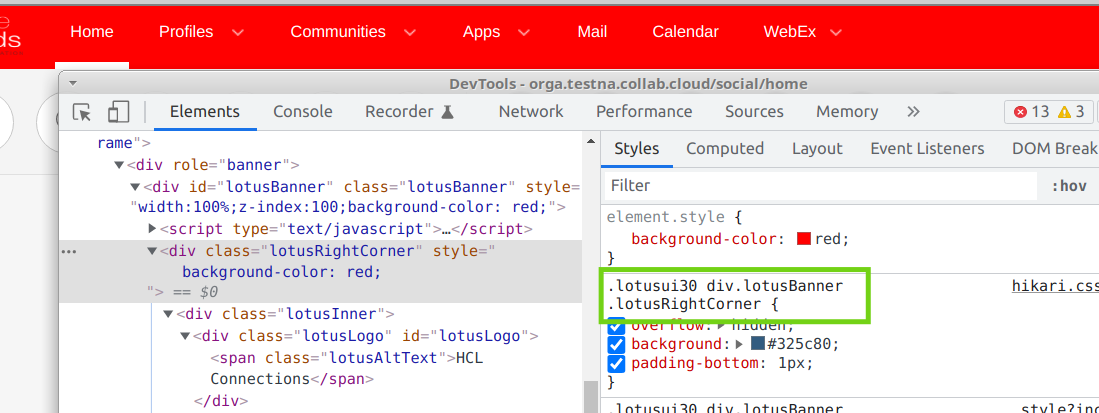 e
ds
Home Profiles Communities Apps Mail Calendar WebEx
DevTools - orga.testna.collab.cloud/social/home
Elements Console Recorder Network Performance Sources Memory »
13 3
rame">
<div role="banner">
<div id="lotusBanner" class="lotusBanner" style=
"width:100%;z-index:100;background-color: red;">
<script type="text/javascript">…</script>
<div class="lotusRightCorner" style="
background-color: red;
"> == $0
<div class="lotusInner">
<div class="lotusLogo" id="lotusLogo">
<span class="lotusAltText">HCL
Connections</span>
</div>
Styles Computed Layout Event Listeners DOM Break
Filter :hov
element.style {
background-color: red;
}
.lotusui30 div.lotusBanner hikari.css
.lotusRightCorner {
overflow: hidden;
background: #325c80;
padding-bottom: 1px;
}
.lotusui30 div.lotusBanner style?inc